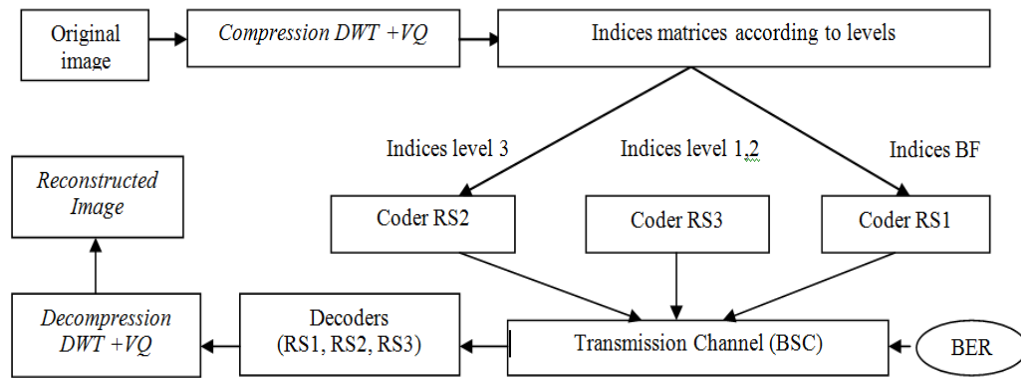 Original
image
Compression DWT +VQ
Indices matrices according to levels
Indices level 3
Indices level 1,2
Indices BF
Reconstructed
Image
Coder RS2
Coder RS3
Coder RS1
Decompression
DWT +VQ
Decoders
(RS1, RS2, RS3)
Transmission Channel (BSC)
BER